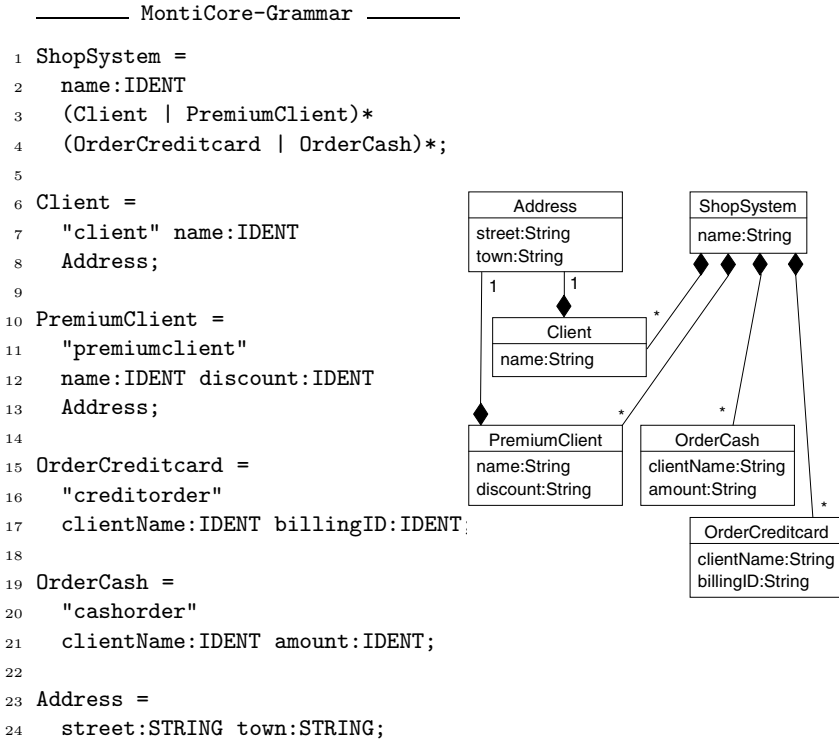 MontiCore-Grammar
1 ShopSystem =
2 name:IDENT
3 (Client | PremiumClient)*
4 (OrderCreditcard | OrderCash)*;
5
6 Client =
7 "client" name:IDENT
8 Address;
9
10 PremiumClient =
11 "premiumclient"
12 name:IDENT discount:IDENT
13 Address;
14
15 OrderCreditcard =
16 "creditorder"
17 clientName:IDENT billingID:IDENT;
18
19 OrderCash =
20 "cashorder"
21 clientName:IDENT amount:IDENT;
22
23 Address =
24 street:STRING town:STRING;
Address
street:String
town:String
ShopSystem
name:String
1
1
*
Client
name:String
*
*
PremiumClient
name:String
discount:String
OrderCash
clientName:String
amount:String
*
OrderCreditcard
clientName:String
billingID:String